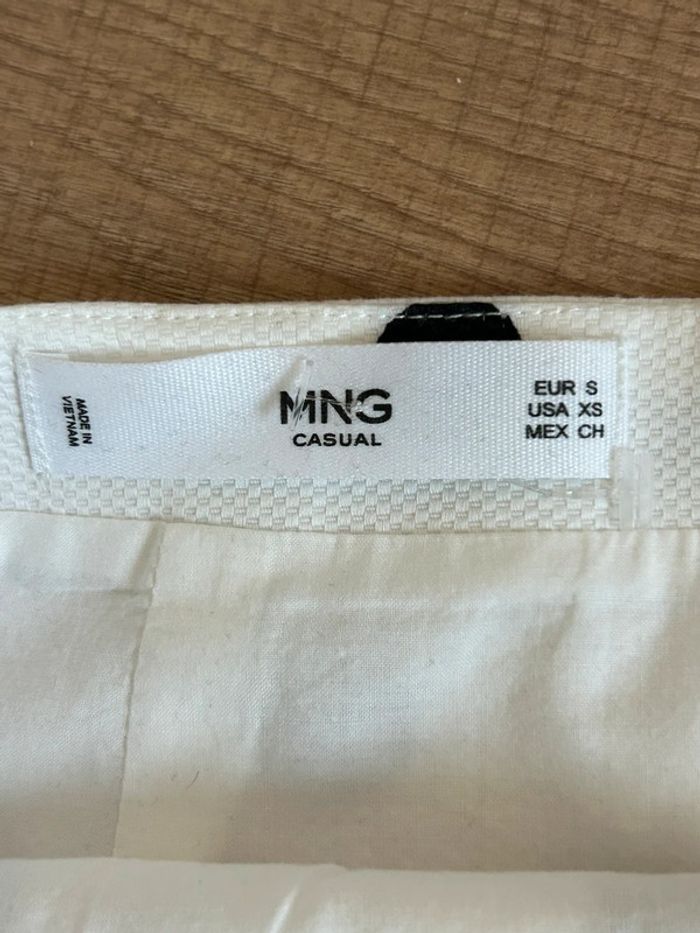 MADE IN
VIETNAM
MNG
CASUAL
EUR S
USA XS
MEX CH